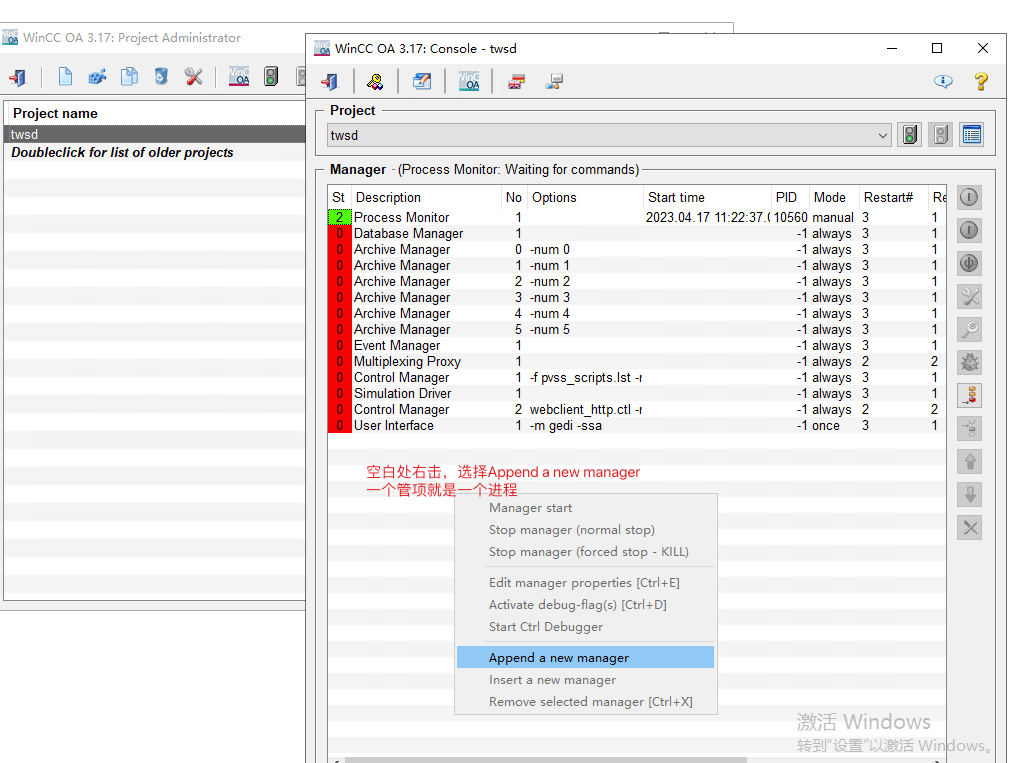 WinCC OA 3.17: Project Administrator
Project name
twsd
Doubleclick for list of older projects
WinCC OA 3.17: Console - twsd
Project
twsd
Manager - (Process Monitor: Waiting for commands)
St Description No Options Start time PID Mode Restart# Re
2 Process Monitor 1 2023.04.17 11:22:37.0 10560 manual 3 1
0 Database Manager 1 -1 always 3 1
0 Archive Manager 0 -num 0 -1 always 3 1
0 Archive Manager 1 -num 1 -1 always 3 1
0 Archive Manager 2 -num 2 -1 always 3 1
0 Archive Manager 3 -num 3 -1 always 3 1
0 Archive Manager 4 -num 4 -1 always 3 1
0 Archive Manager 5 -num 5 -1 always 3 1
0 Event Manager 1 -1 always 3 1
0 Multiplexing Proxy 1 -1 always 2 2
0 Control Manager 1 -f pvss_scripts.lst -r -1 always 3 1
0 Simulation Driver 1 -1 always 3 1
0 Control Manager 2 webclient_http.ctl -r -1 always 2 2
0 User Interface 1 -m gedi -ssa -1 once 3 1
空白处右击，选择Append a new manager
一个管项就是一个进程
Manager start
Stop manager (normal stop)
Stop manager (forced stop - KILL)
Edit manager properties [Ctrl+E]
Activate debug-flag(s) [Ctrl+D]
Start Ctrl Debugger
Append a new manager
Insert a new manager
Remove selected manager [Ctrl+X]
激活 Windows
转到"设置"以激活 Windows。